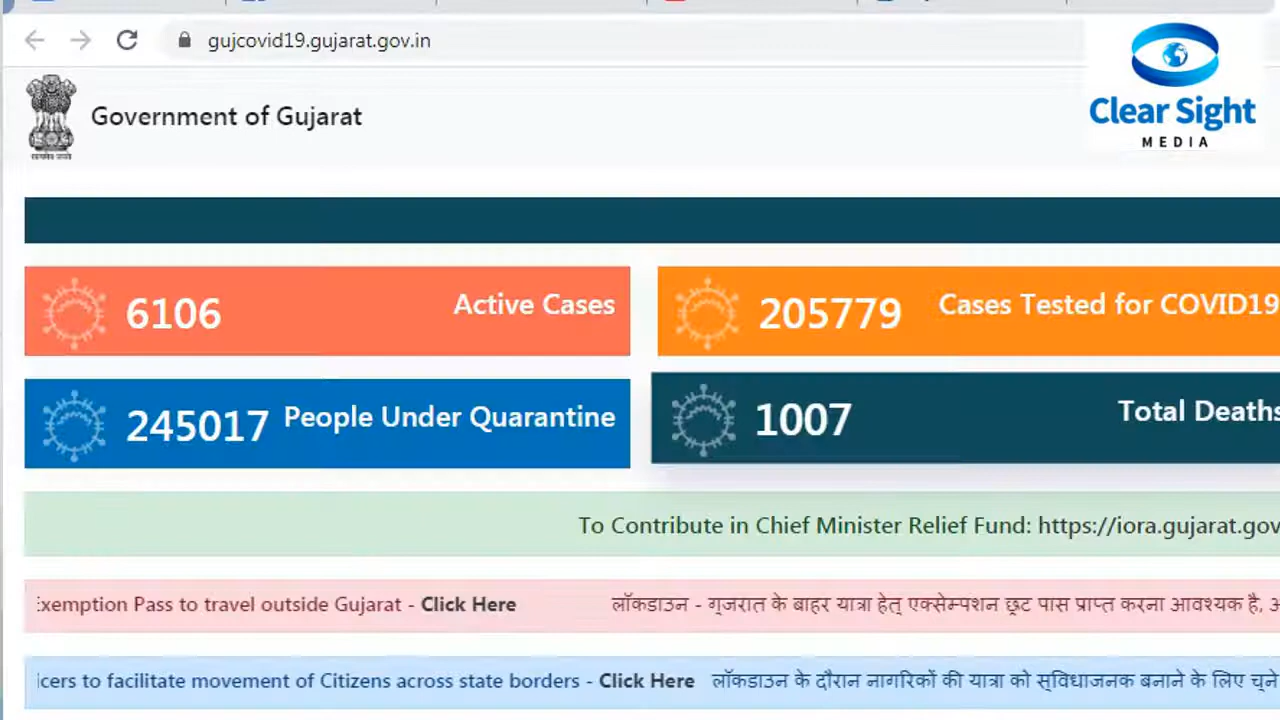 gujcovid19.gujarat.gov.in
Clear Sight
MEDIA
Government of Gujarat
6106 Active Cases
205779 Cases Tested for COVID19
245017 People Under Quarantine
1007 Total Deaths
To Contribute in Chief Minister Relief Fund: https://iora.gujarat.gov
Exemption Pass to travel outside Gujarat - Click Here लॉकडाउन - गुजरात के बाहर यात्रा हेतु एक्सेम्पशन छूट पास प्राप्त करना आवश्यक है,
icers to facilitate movement of Citizens across state borders - Click Here लॉकडाउन के दौरान नागरिकों की यात्रा को सुविधाजनक बनाने के लिए चुने